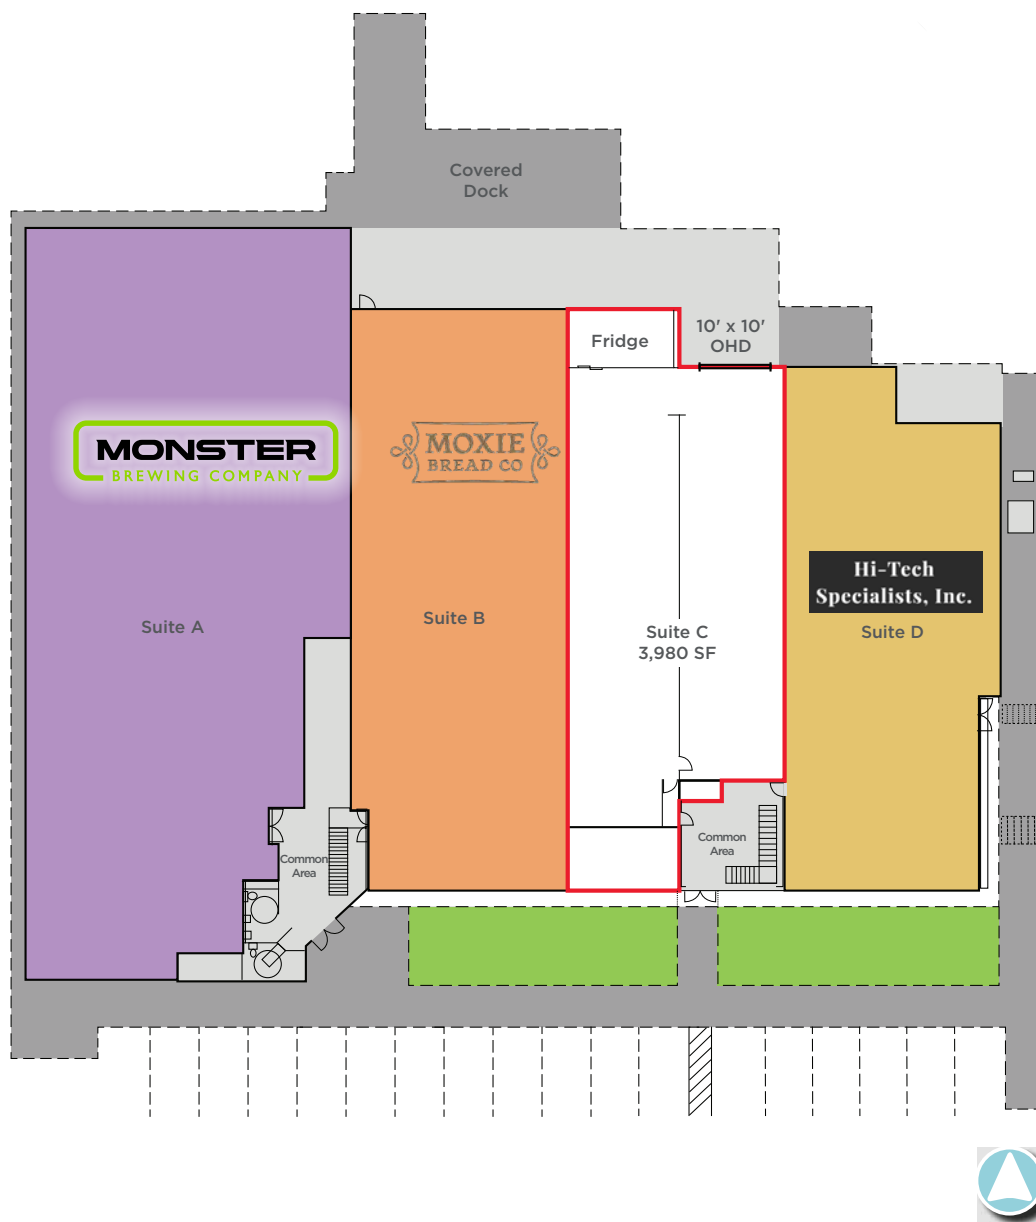 Covered
Dock
Fridge
10' x 10'
OHD
MONSTER
BREWING COMPANY
MOXIE
BREAD CO
Hi-Tech
Specialists, Inc.
Suite A
Suite B
Suite C
3,980 SF
Suite D
Common
Area
Common
Area